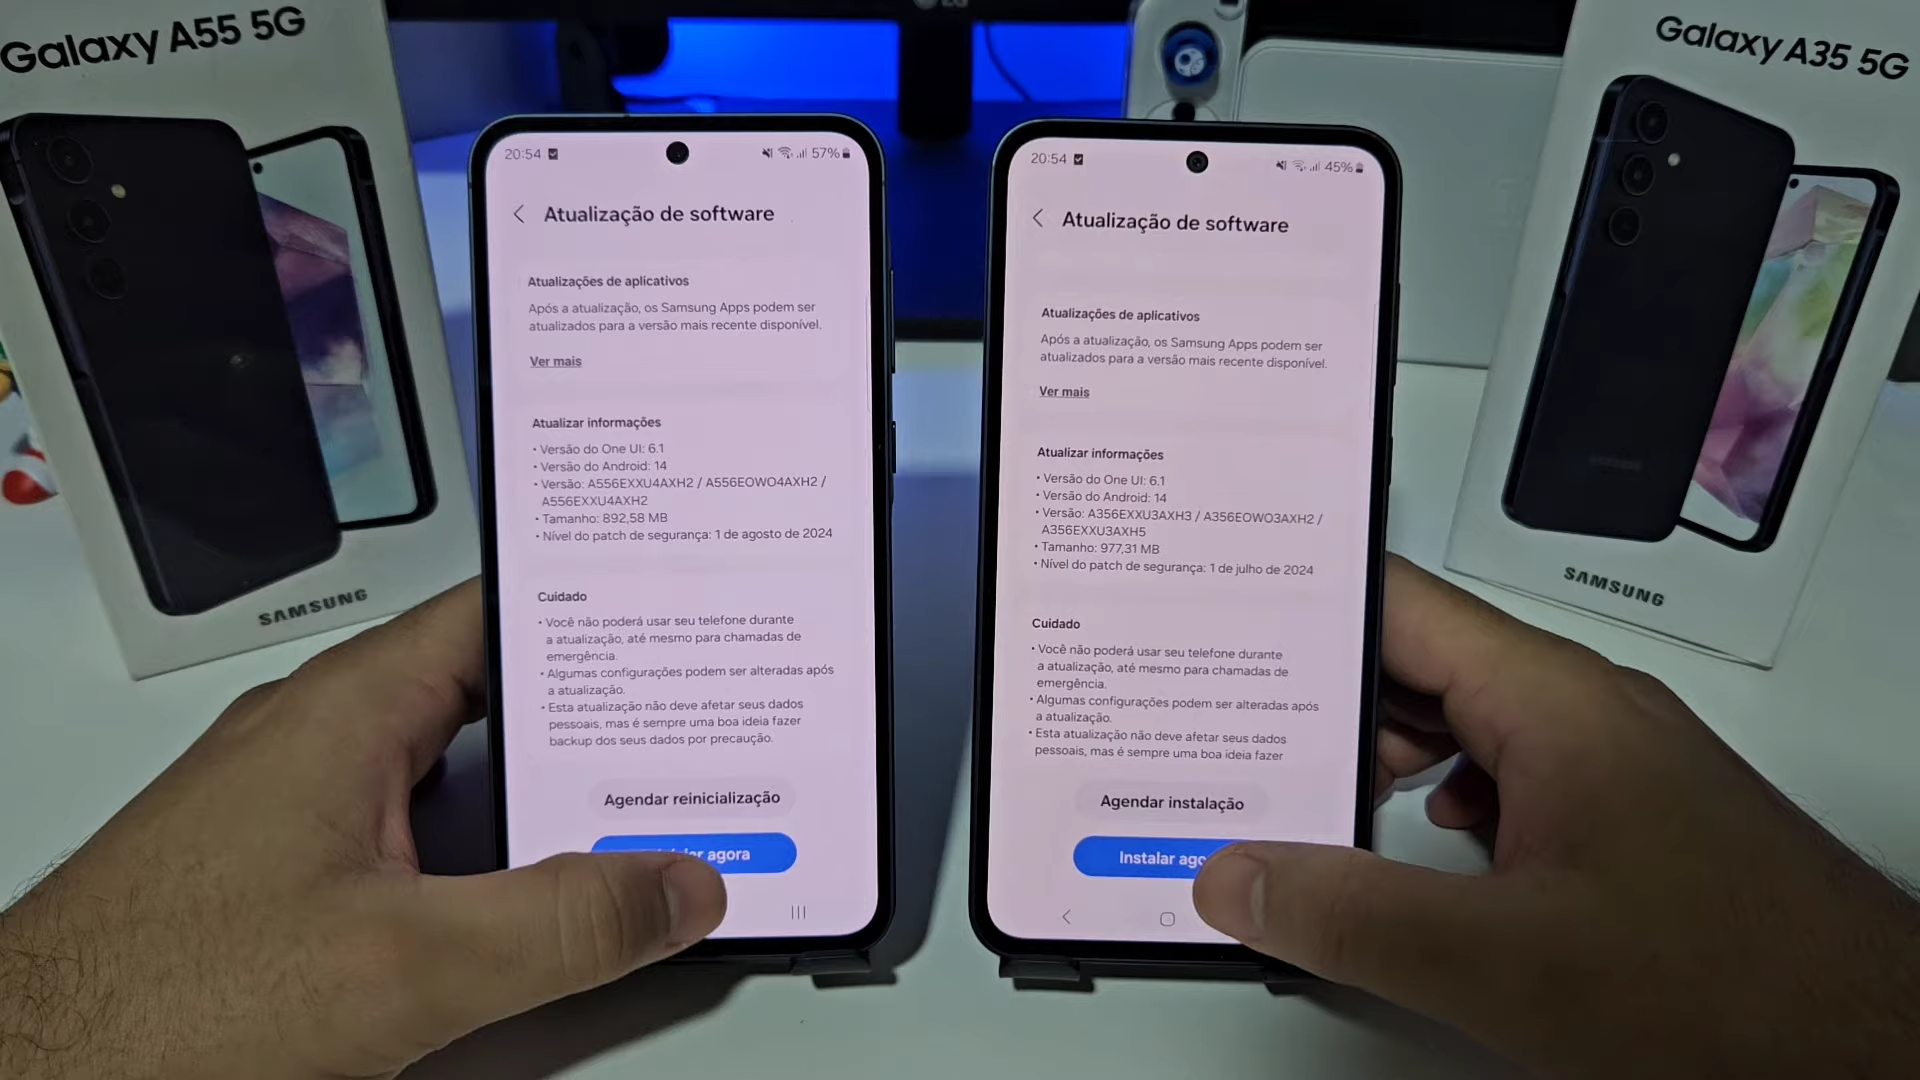 Galaxy A55 5G
SAMSUNG
20:54
57%
Atualização de software
Atualizações de aplicativos
Após a atualização, os Samsung Apps podem ser
atualizados para a versão mais recente disponível.
Ver mais
Atualizar informações
• Versão do One UI: 6.1
• Versão do Android: 14
• Versão: A556EXXU4AXH2 / A556EOWO4AXH2 /
A556EXXU4AXH2
• Tamanho: 892,58 MB
• Nível do patch de segurança: 1 de agosto de 2024
Cuidado
• Você não poderá usar seu telefone durante
a atualização, até mesmo para chamadas de
emergência.
• Algumas configurações podem ser alteradas após
a atualização.
• Esta atualização não deve afetar seus dados
pessoais, mas é sempre uma boa ideia fazer
backup dos seus dados por precaução.
Agendar reinicialização
agora
20:54
45%
Atualização de software
Atualizações de aplicativos
Após a atualização, os Samsung Apps podem ser
atualizados para a versão mais recente disponível.
Ver mais
Atualizar informações
• Versão do One UI: 6.1
• Versão do Android: 14
• Versão: A356EXXU3AXH3 / A356EOWO3AXH2 /
A356EXXU3AXH5
• Tamanho: 977,31 MB
• Nível do patch de segurança: 1 de julho de 2024
Cuidado
• Você não poderá usar seu telefone durante
a atualização, até mesmo para chamadas de
emergência.
• Algumas configurações podem ser alteradas após
a atualização.
• Esta atualização não deve afetar seus dados
pessoais, mas é sempre uma boa ideia fazer
Agendar instalação
Instalar ago
Galaxy A35 5G
SAMSUNG